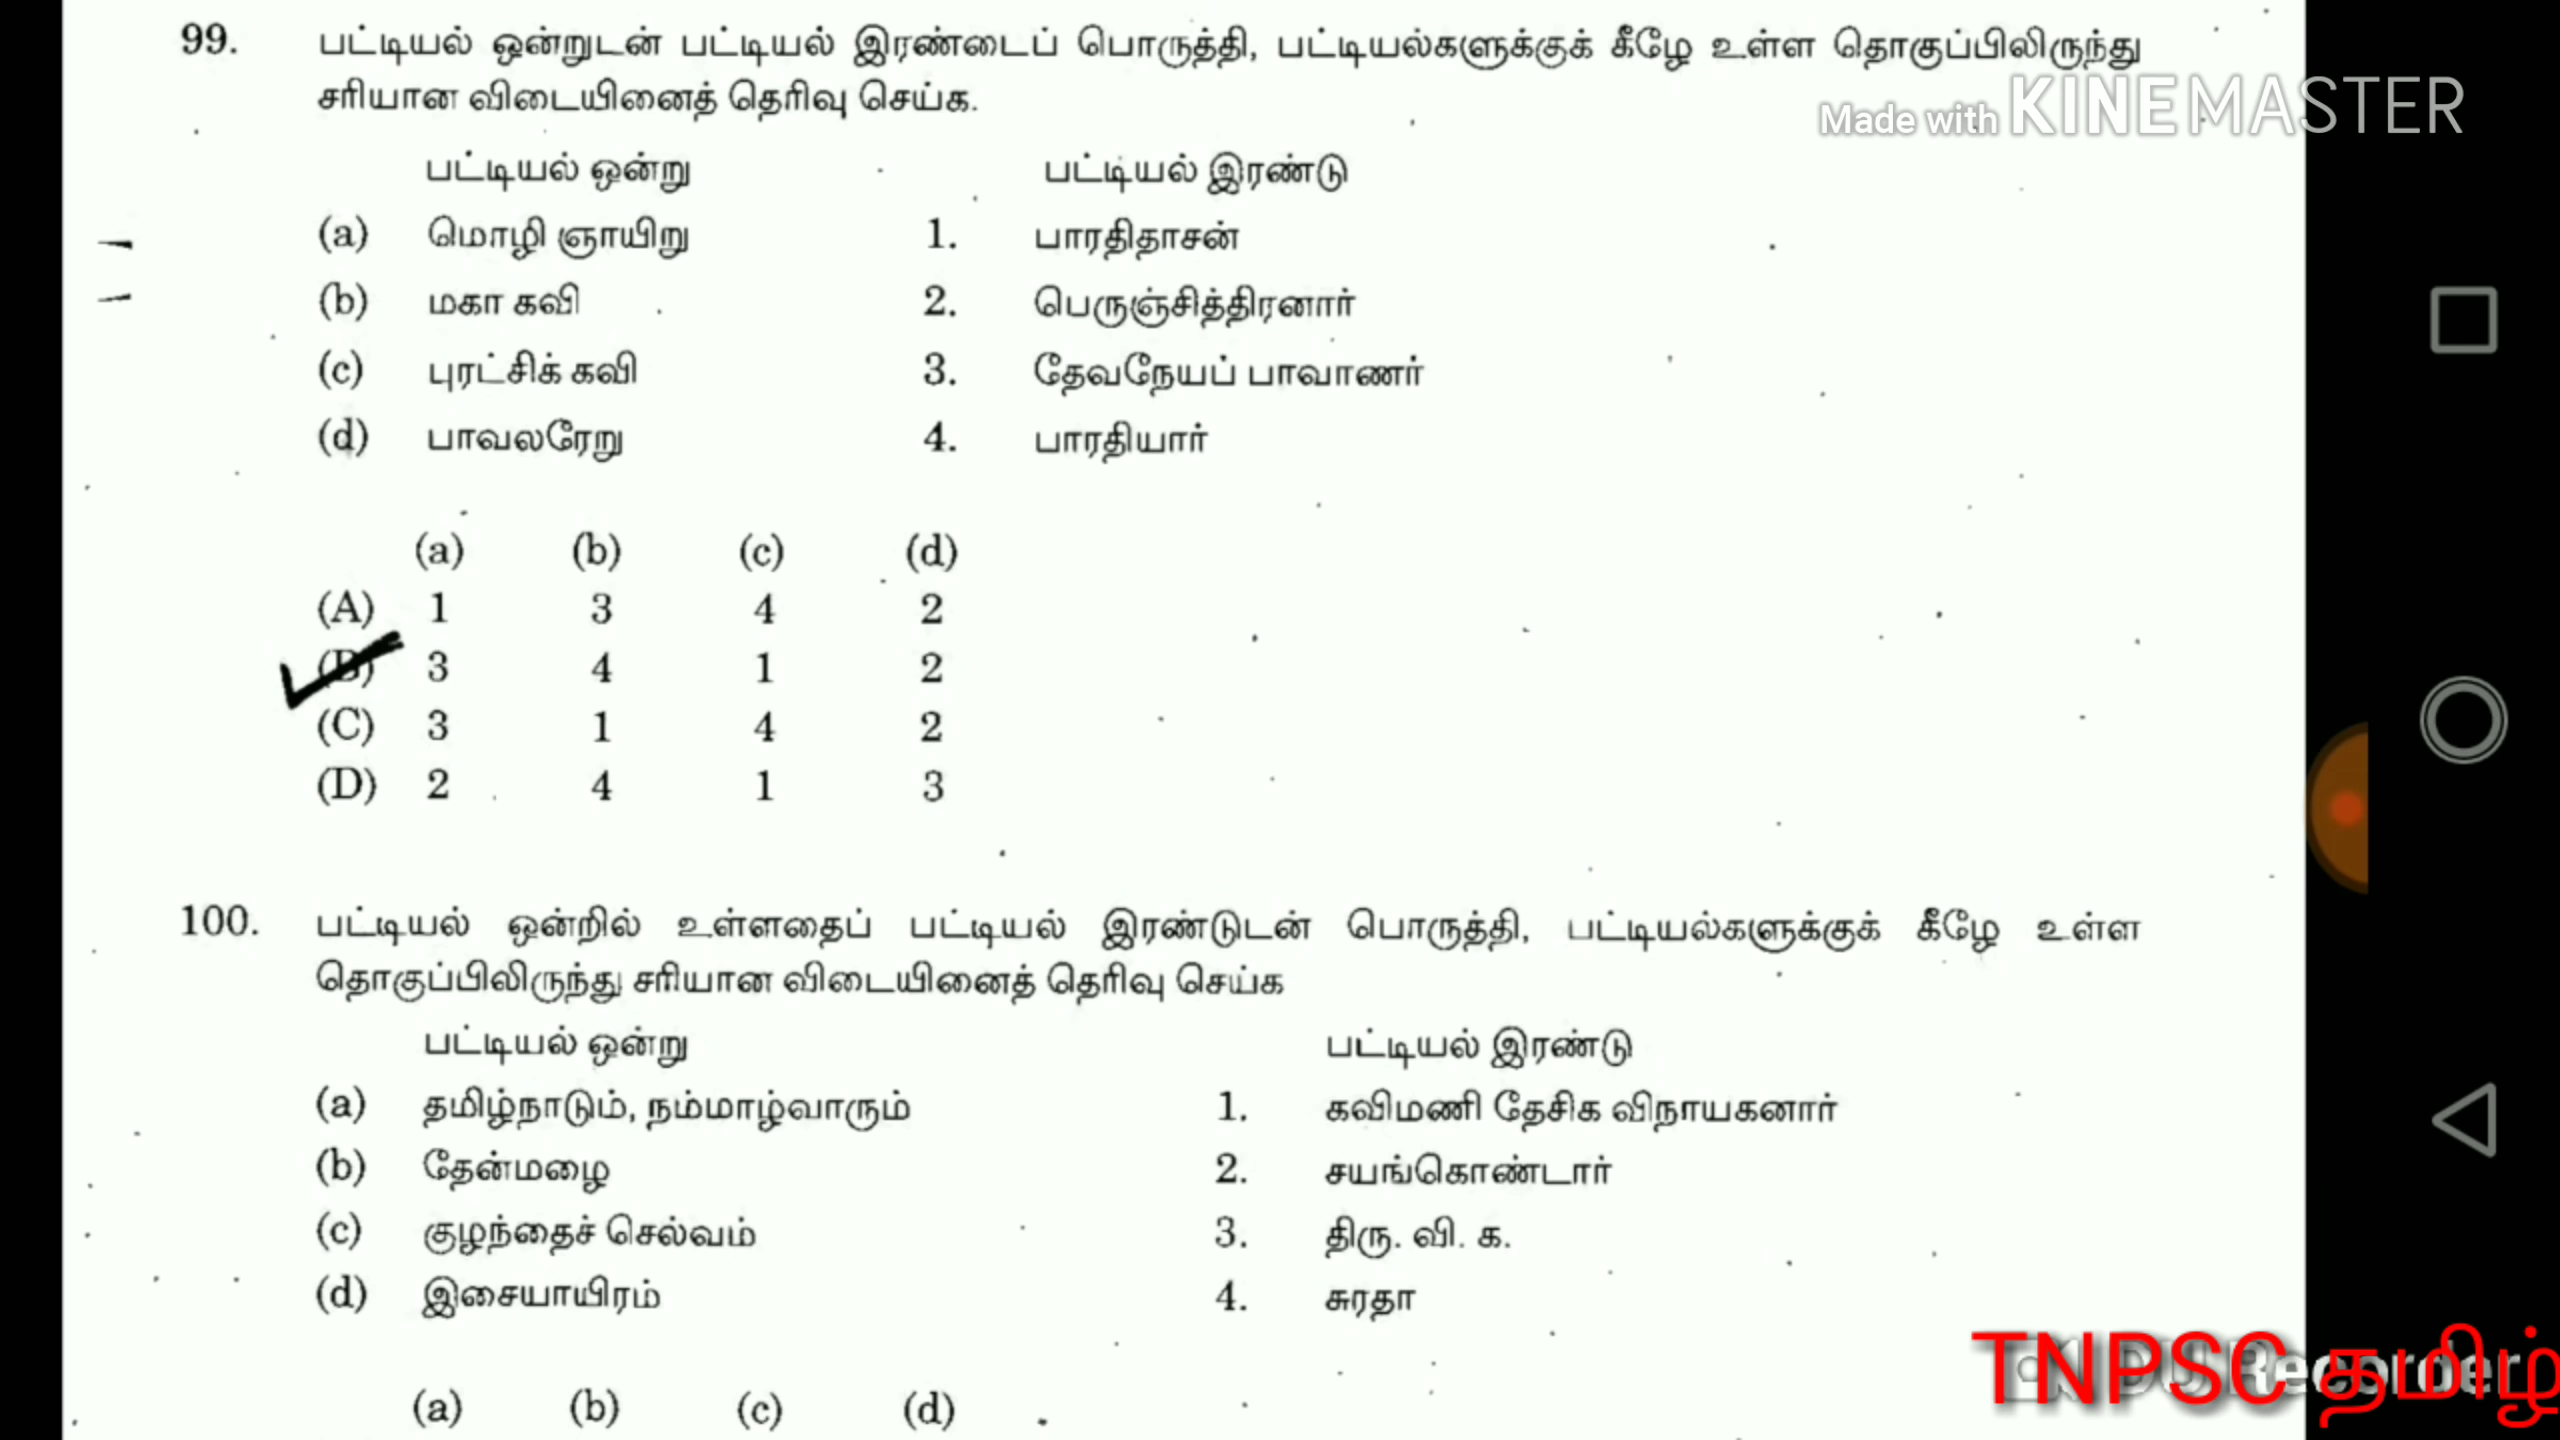 99. பட்டியல் ஒன்றுடன் பட்டியல் இரண்டைப் பொருத்தி, பட்டியல்களுக்குக் கீழே உள்ள தொகுப்பிலிருந்து
சரியான விடையினைத் தெரிவு செய்க.
Made with KINEMASTER
பட்டியல் ஒன்று பட்டியல் இரண்டு
(a) மொழி ஞாயிறு 1. பாரதிதாசன்
(b) மகா கவி 2. பெருஞ்சித்திரனார்
(c) புரட்சிக் கவி 3. தேவநேயப் பாவாணர்
(d) பாவலரேறு 4. பாரதியார்
(a) (b) (c) (d)
(A) 1 3 4 2
(B) 3 4 1 2
(C) 3 1 4 2
(D) 2 4 1 3
100. பட்டியல் ஒன்றில் உள்ளதைப் பட்டியல் இரண்டுடன் பொருத்தி, பட்டியல்களுக்குக் கீழே உள்ள
தொகுப்பிலிருந்து சரியான விடையினைத் தெரிவு செய்க
பட்டியல் ஒன்று பட்டியல் இரண்டு
(a) தமிழ்நாடும், நம்மாழ்வாரும் 1. கவிமணி தேசிக விநாயகனார்
(b) தேன்மழை 2. சயங்கொண்டார்
(c) குழந்தைச் செல்வம் 3. திரு. வி. க.
(d) இசையாயிரம் 4. சுரதா
TNPSC தமிழ்
Recorder
(a) (b) (c) (d)